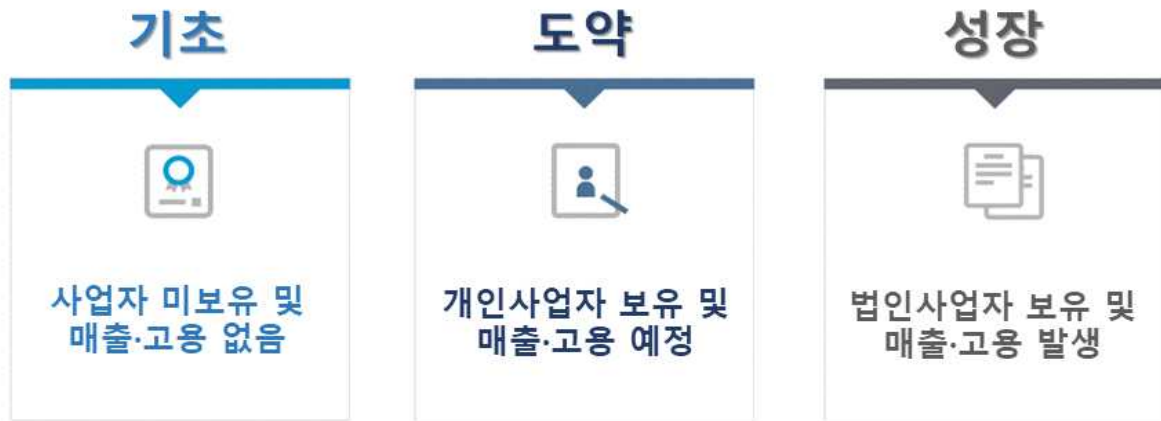 기초
사업자 미보유 및
매출·고용 없음
도약
개인사업자 보유 및
매출·고용 예정
성장
법인사업자 보유 및
매출·고용 발생